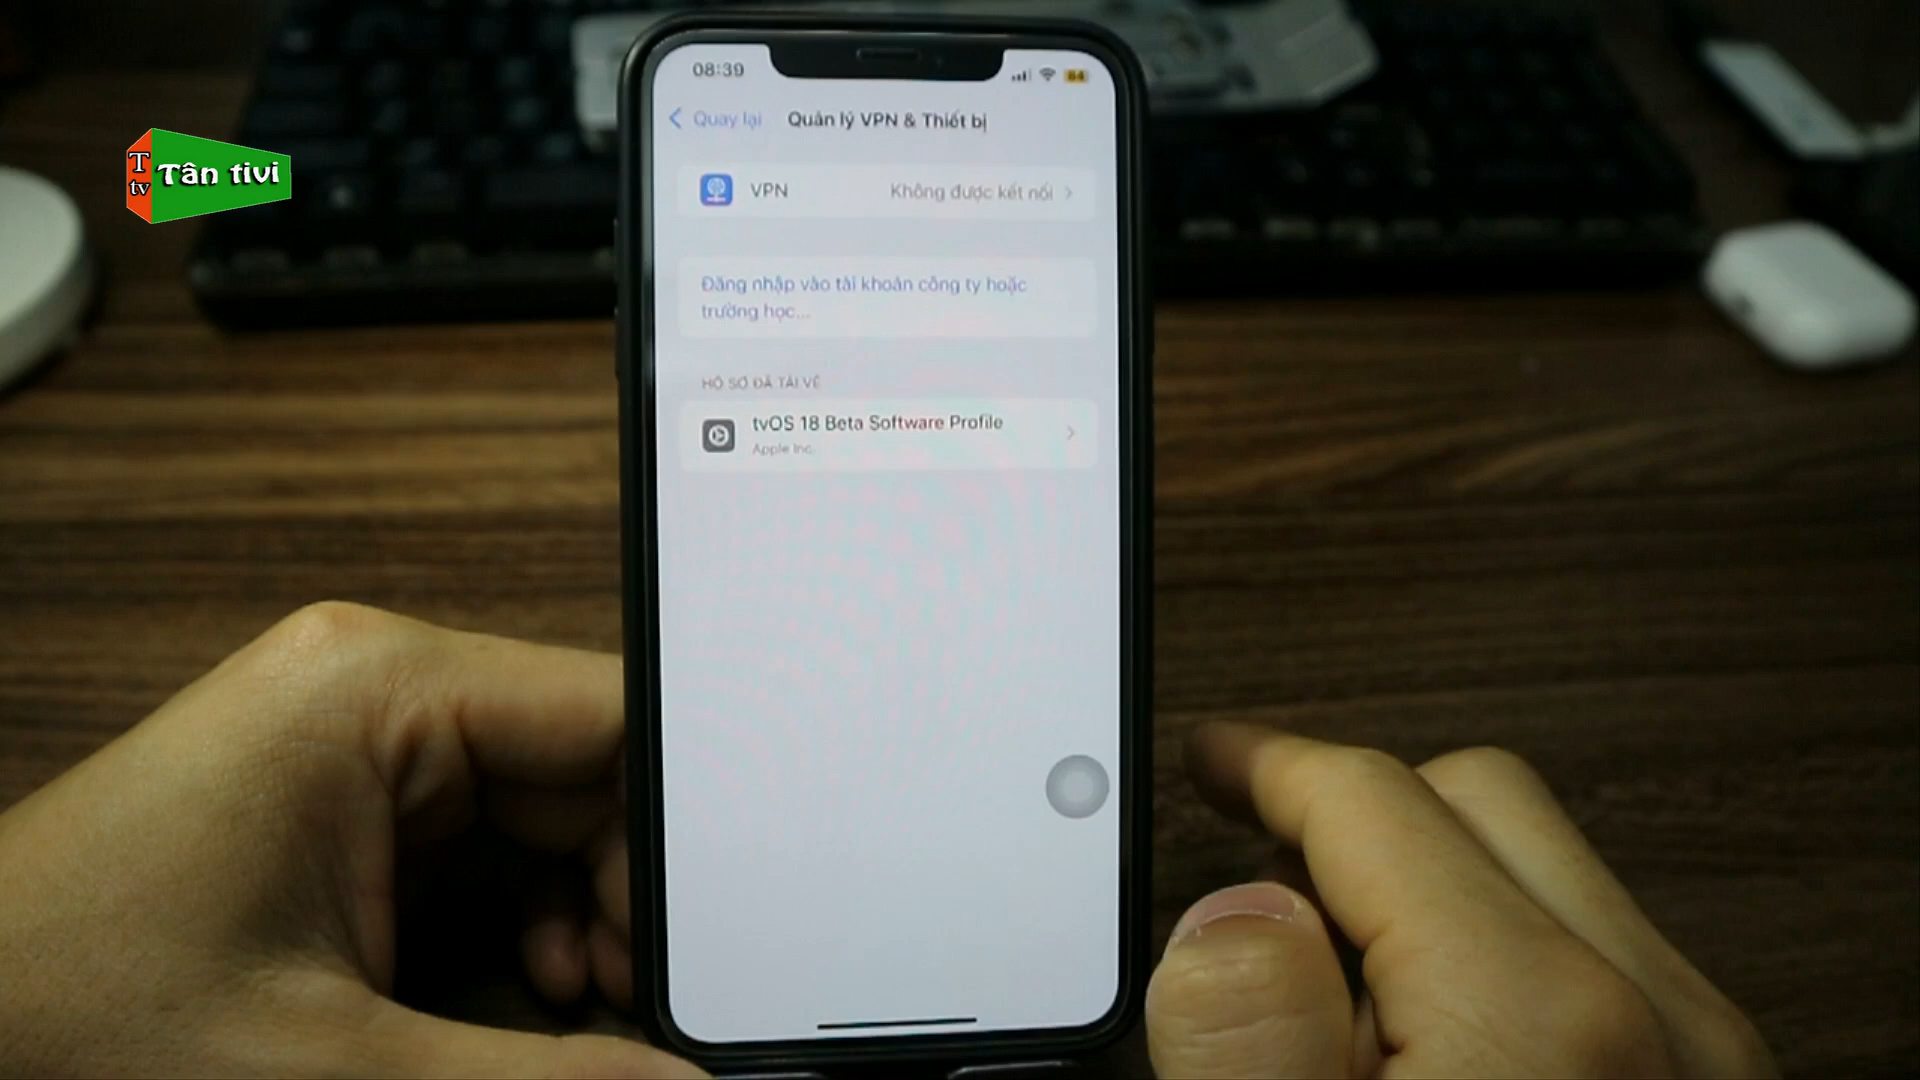 08:39
64
Quay lại
Quản lý VPN & Thiết bị
T
tv
Tân tivi
VPN
Không được kết nối
Đăng nhập vào tài khoản công ty hoặc
trường học...
HỒ SƠ ĐÃ TẢI VỀ
tvOS 18 Beta Software Profile
Apple Inc.